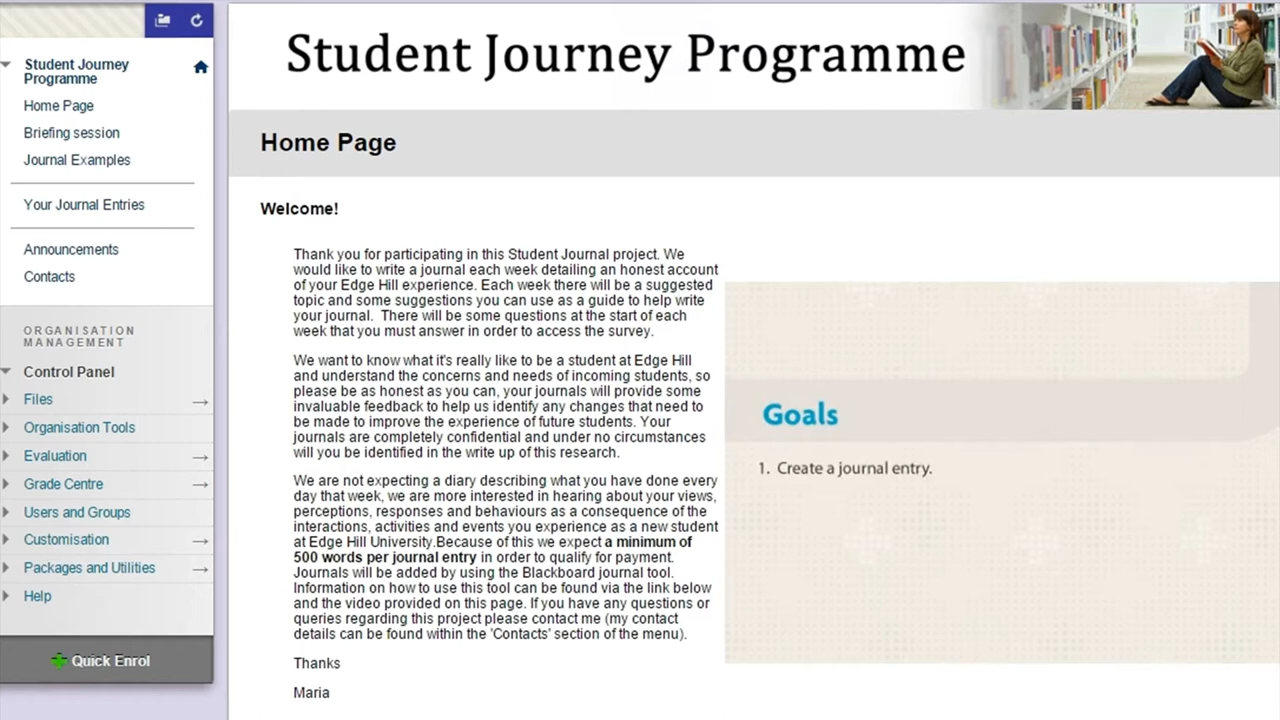 Student Journey Programme
Student Journey
Programme
Home Page
Briefing session
Journal Examples
Your Journal Entries
Announcements
Contacts
ORGANISATION
MANAGEMENT
Control Panel
Files
Organisation Tools
Evaluation
Grade Centre
Users and Groups
Customisation
Packages and Utilities
Help
Quick Enrol
Home Page
Welcome!
Thank you for participating in this Student Journal project. We
would like to write a journal each week detailing an honest account
of your Edge Hill experience. Each week there will be a suggested
topic and some suggestions you can use as a guide to help write
your journal. There will be some questions at the start of each
week that you must answer in order to access the survey.
We want to know what it's really like to be a student at Edge Hill
and understand the concerns and needs of incoming students, so
please be as honest as you can, your journals will provide some
invaluable feedback to help us identify any changes that need to
be made to improve the experience of future students. Your
journals are completely confidential and under no circumstances
will you be identified in the write up of this research.
We are not expecting a diary describing what you have done every
day that week, we are more interested in hearing about your views,
perceptions, responses and behaviours as a consequence of the
interactions, activities and events you experience as a new student
at Edge Hill University.Because of this we expect a minimum of
500 words per journal entry in order to qualify for payment.
Journals will be added by using the Blackboard journal tool.
Information on how to use this tool can be found via the link below
and the video provided on this page. If you have any questions or
queries regarding this project please contact me (my contact
details can be found within the 'Contacts' section of the menu).
Thanks
Maria
Goals
1. Create a journal entry.